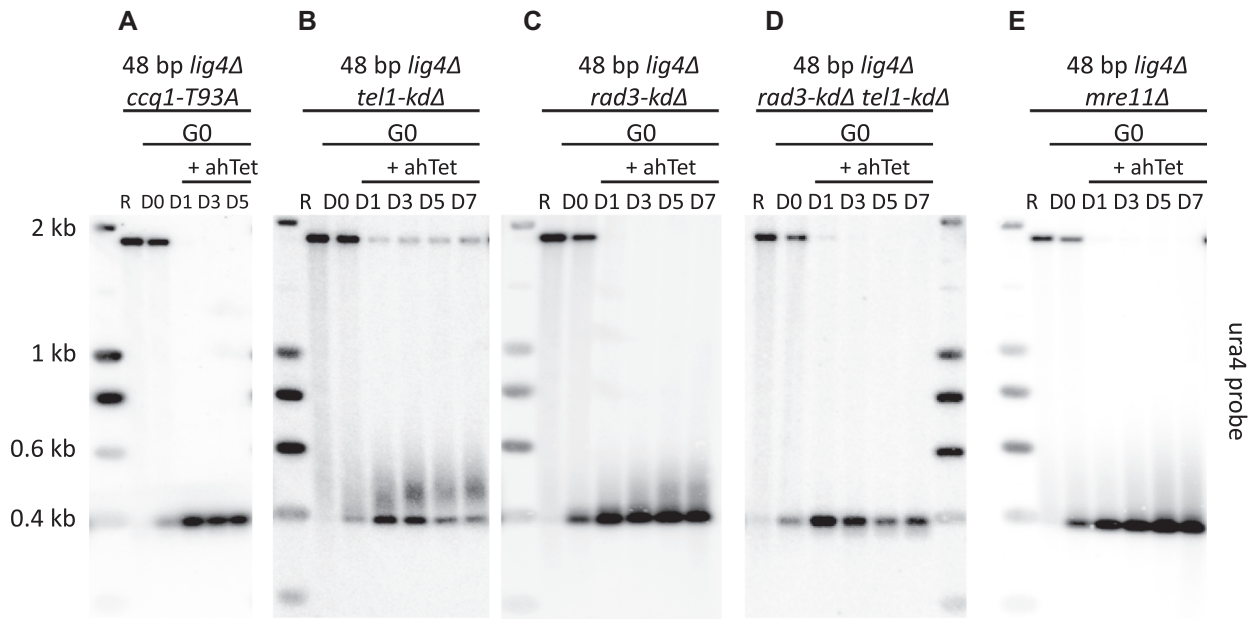 A
48 bp lig4Δ
ccq1-T93A
G0
+ ahTet
R D0 D1 D3 D5
B
48 bp lig4Δ
tel1-kdΔ
G0
+ ahTet
R D0 D1 D3 D5 D7
C
48 bp lig4Δ
rad3-kdΔ
G0
+ ahTet
R D0 D1 D3 D5 D7
D
48 bp lig4Δ
rad3-kdΔ tel1-kdΔ
G0
+ ahTet
R D0 D1 D3 D5 D7
E
48 bp lig4Δ
mre11Δ
G0
+ ahTet
R D0 D1 D3 D5 D7
2 kb
1 kb
0.6 kb
0.4 kb
ura4 probe